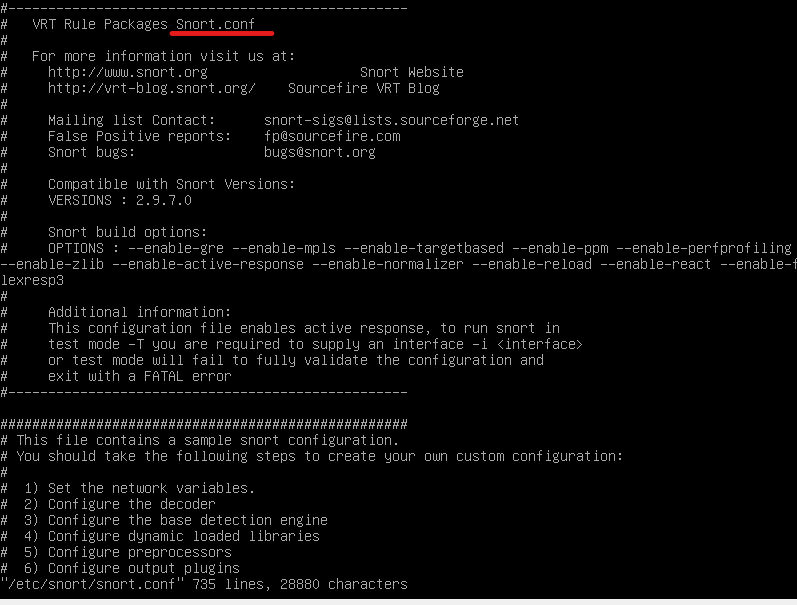 #--------------------------------------------------
#   VRT Rule Packages Snort.conf
#
#   For more information visit us at:
#     http://www.snort.org                   Snort Website
#     http://vrt-blog.snort.org/    Sourcefire VRT Blog
#
#     Mailing list Contact:      snort-sigs@lists.sourceforge.net
#     False Positive reports:    fp@sourcefire.com
#     Snort bugs:                bugs@snort.org
#
#     Compatible with Snort Versions:
#     VERSIONS : 2.9.7.0
#
#     Snort build options:
#     OPTIONS : --enable-gre --enable-mpls --enable-targetbased --enable-ppm --enable-perfprofiling
--enable-zlib --enable-active-response --enable-normalizer --enable-reload --enable-react --enable-f
lexresp3
#
#     Additional information:
#     This configuration file enables active response, to run snort in
#     test mode -T you are required to supply an interface -i <interface>
#     or test mode will fail to fully validate the configuration and
#     exit with a FATAL error
#--------------------------------------------------
###################################################
# This file contains a sample snort configuration.
# You should take the following steps to create your own custom configuration:
#
#  1) Set the network variables.
#  2) Configure the decoder
#  3) Configure the base detection engine
#  4) Configure dynamic loaded libraries
#  5) Configure preprocessors
#  6) Configure output plugins
"/etc/snort/snort.conf" 735 lines, 28880 characters